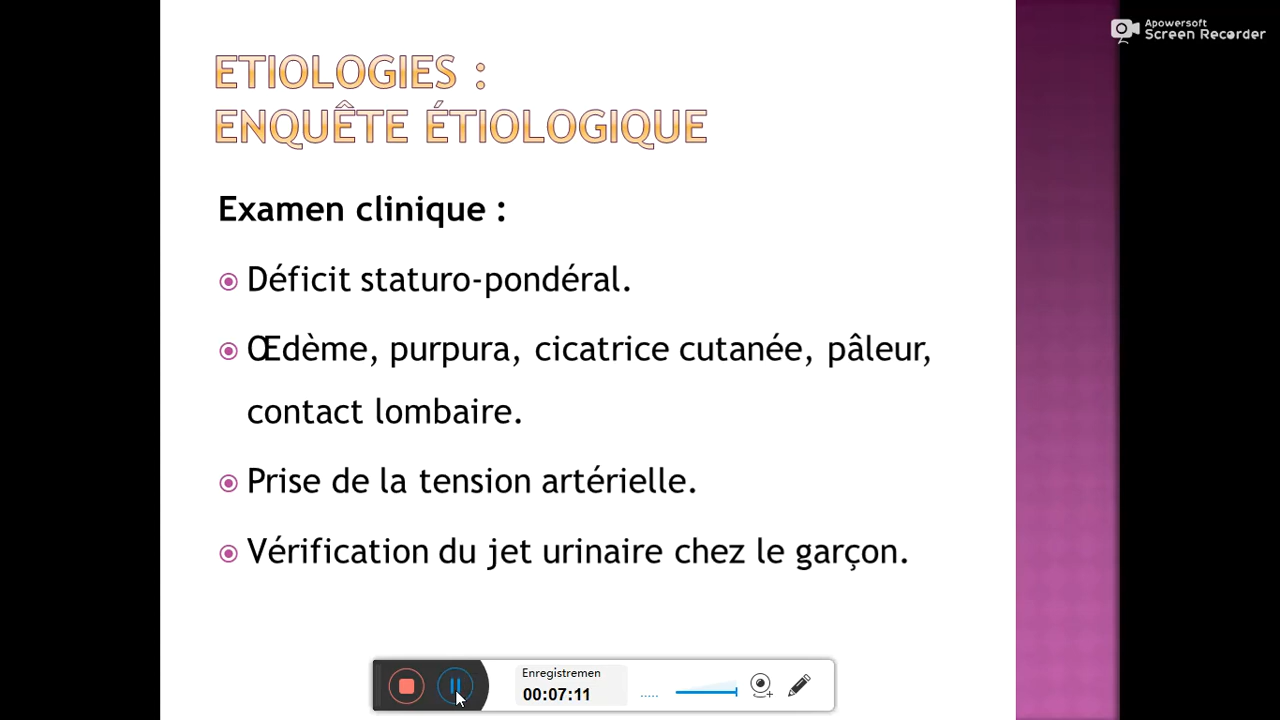 Apowersoft
Screen Recorder
ETIOLOGIES :
ENQUÊTE ÉTIOLOGIQUE
Examen clinique :
Déficit staturo-pondéral.
Œdème, purpura, cicatrice cutanée, pâleur,
contact lombaire.
Prise de la tension artérielle.
Vérification du jet urinaire chez le garçon.
Enregistremen
00:07:11